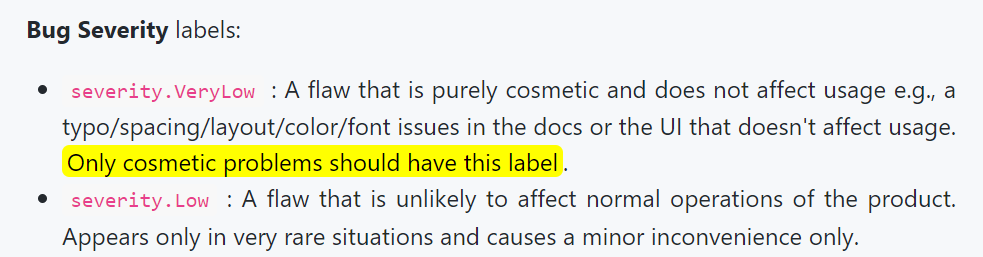 Bug Severity labels:
• severity.VeryLow : A flaw that is purely cosmetic and does not affect usage e.g., a
typo/spacing/layout/color/font issues in the docs or the UI that doesn't affect usage.
Only cosmetic problems should have this label.
• severity.Low : A flaw that is unlikely to affect normal operations of the product.
Appears only in very rare situations and causes a minor inconvenience only.